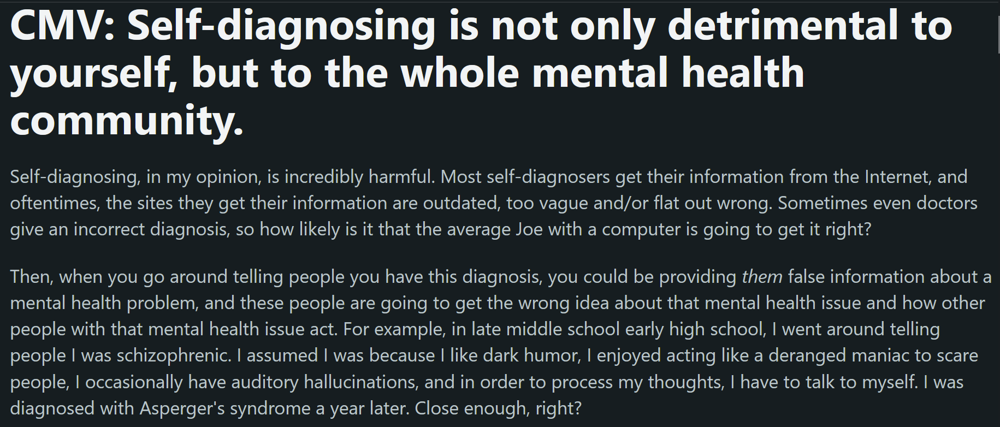 CMV: Self-diagnosing is not only detrimental to
yourself, but to the whole mental health
community.
Self-diagnosing, in my opinion, is incredibly harmful. Most self-diagnosers get their information from the Internet, and
oftentimes, the sites they get their information are outdated, too vague and/or flat out wrong. Sometimes even doctors
give an incorrect diagnosis, so how likely is it that the average Joe with a computer is going to get it right?
Then, when you go around telling people you have this diagnosis, you could be providing them false information about a
mental health problem, and these people are going to get the wrong idea about that mental health issue and how other
people with that mental health issue act. For example, in late middle school early high school, I went around telling
people I was schizophrenic. I assumed I was because I like dark humor, I enjoyed acting like a deranged maniac to scare
people, I occasionally have auditory hallucinations, and in order to process my thoughts, I have to talk to myself. I was
diagnosed with Asperger's syndrome a year later. Close enough, right?